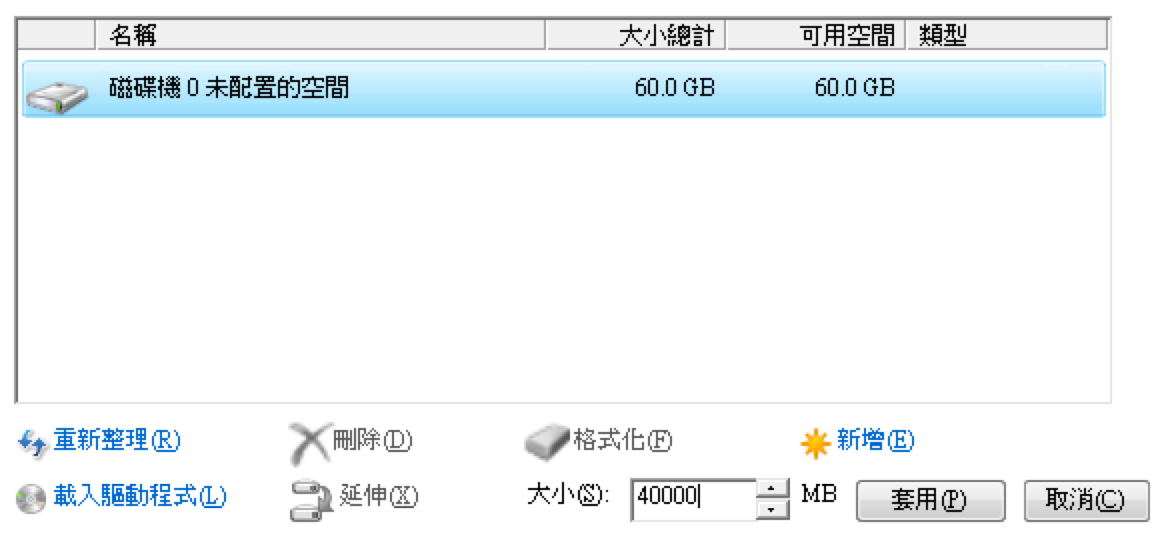 名稱 大小總計 可用空間 類型
磁碟機 0 未配置的空間 60.0 GB 60.0 GB
重新整理(R) 刪除(D) 格式化(F) 新增(E)
載入驅動程式(L) 延伸(X) 大小(S): 40000 MB 套用(P) 取消(C)